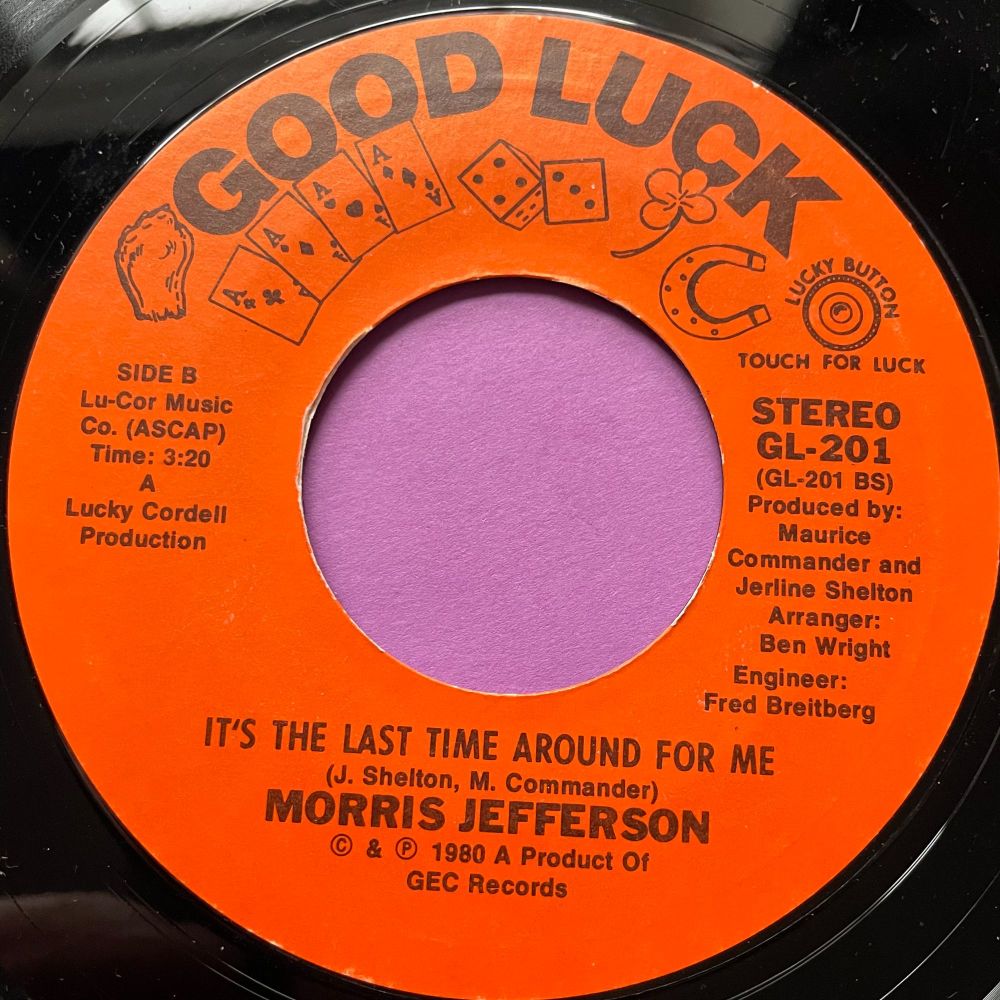 GOOD LUCK
A
A
A
A
LUCKY BUTTON
TOUCH FOR LUCK
SIDE B
Lu-Cor Music
Co. (ASCAP)
Time: 3:20
A
Lucky Cordell
Production
STEREO
GL-201
(GL-201 BS)
Produced by:
Maurice
Commander and
Jerline Shelton
Arranger:
Ben Wright
Engineer:
Fred Breitberg
IT'S THE LAST TIME AROUND FOR ME
(J. Shelton, M. Commander)
MORRIS JEFFERSON
© & ℗ 1980 A Product Of
GEC Records